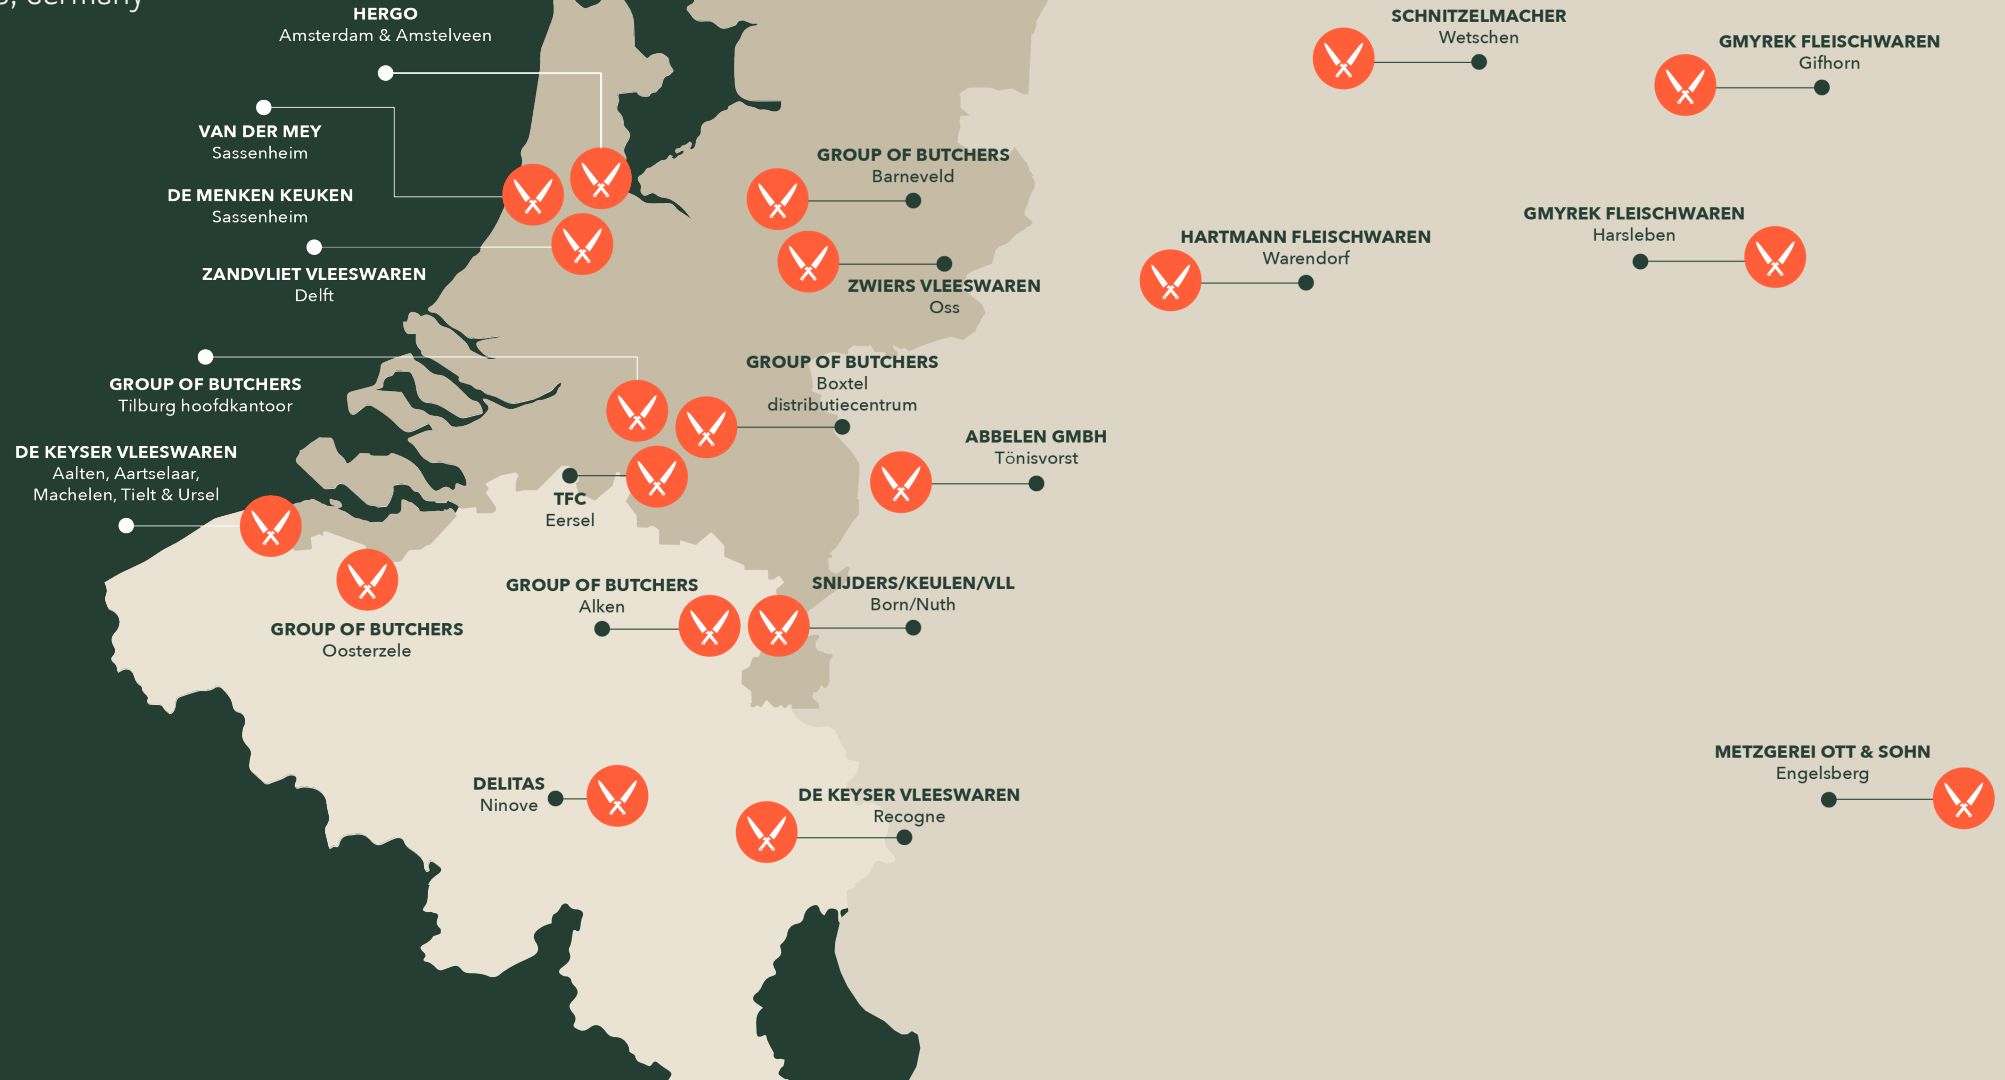 HERGO
Amsterdam & Amstelveen
VAN DER MEY
Sassenheim
DE MENKEN KEUKEN
Sassenheim
ZANDVLIET VLEESWAREN
Delft
GROUP OF BUTCHERS
Tilburg hoofdkantoor
DE KEYSER VLEESWAREN
Aalten, Aartselaar,
Machelen, Tielt & Ursel
GROUP OF BUTCHERS
Oosterzele
GROUP OF BUTCHERS
Barneveld
ZWIERS VLEESWAREN
Oss
GROUP OF BUTCHERS
Boxtel
distributiecentrum
TFC
Eersel
ABBELEN GMBH
Tönisvorst
GROUP OF BUTCHERS
Alken
SNIJDERS/KEULEN/VLL
Born/Nuth
DELITAS
Ninove
DE KEYSER VLEESWAREN
Recogne
SCHNITZELMACHER
Wetschen
GMYREK FLEISCHWAREN
Gifhorn
HARTMANN FLEISCHWAREN
Warendorf
GMYREK FLEISCHWAREN
Harsleben
METZGEREI OTT & SOHN
Engelsberg